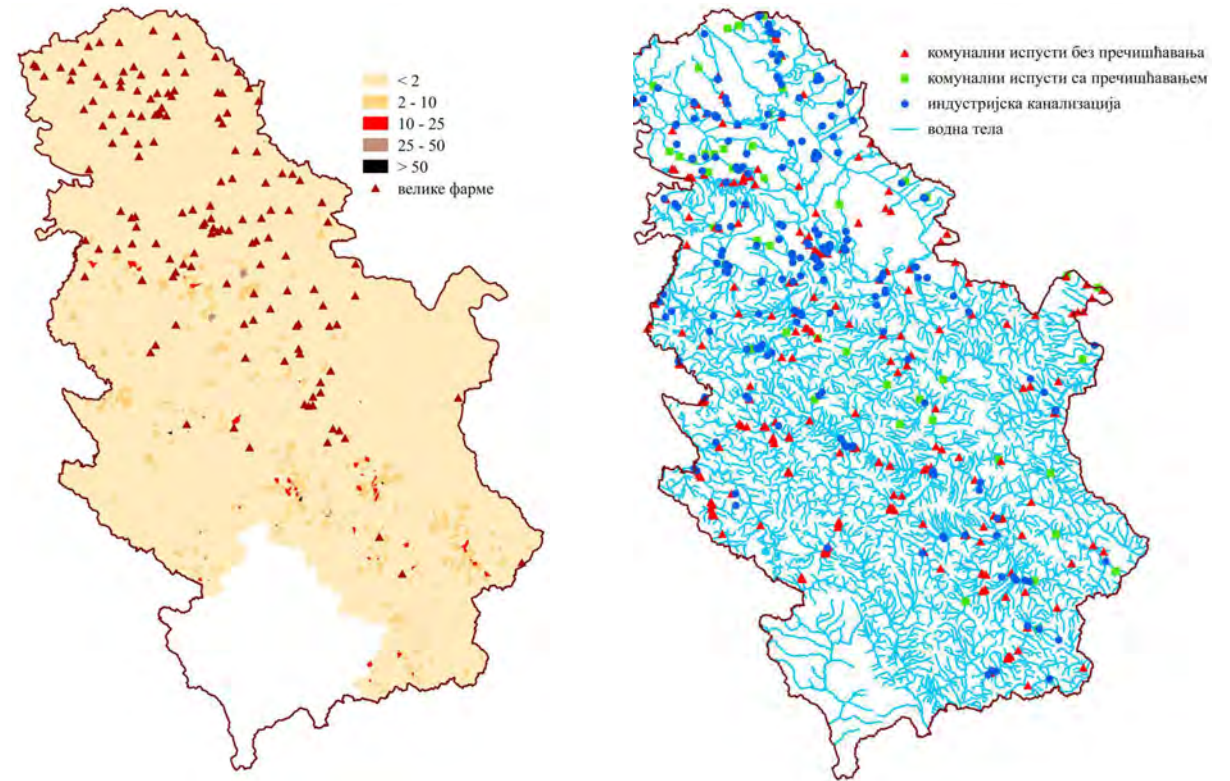 < 2
2 - 10
10 - 25
25 - 50
> 50
велике фарме
комунални испусти без пречишћавања
комунални испусти са пречишћавањем
индустријска канализација
водна тела